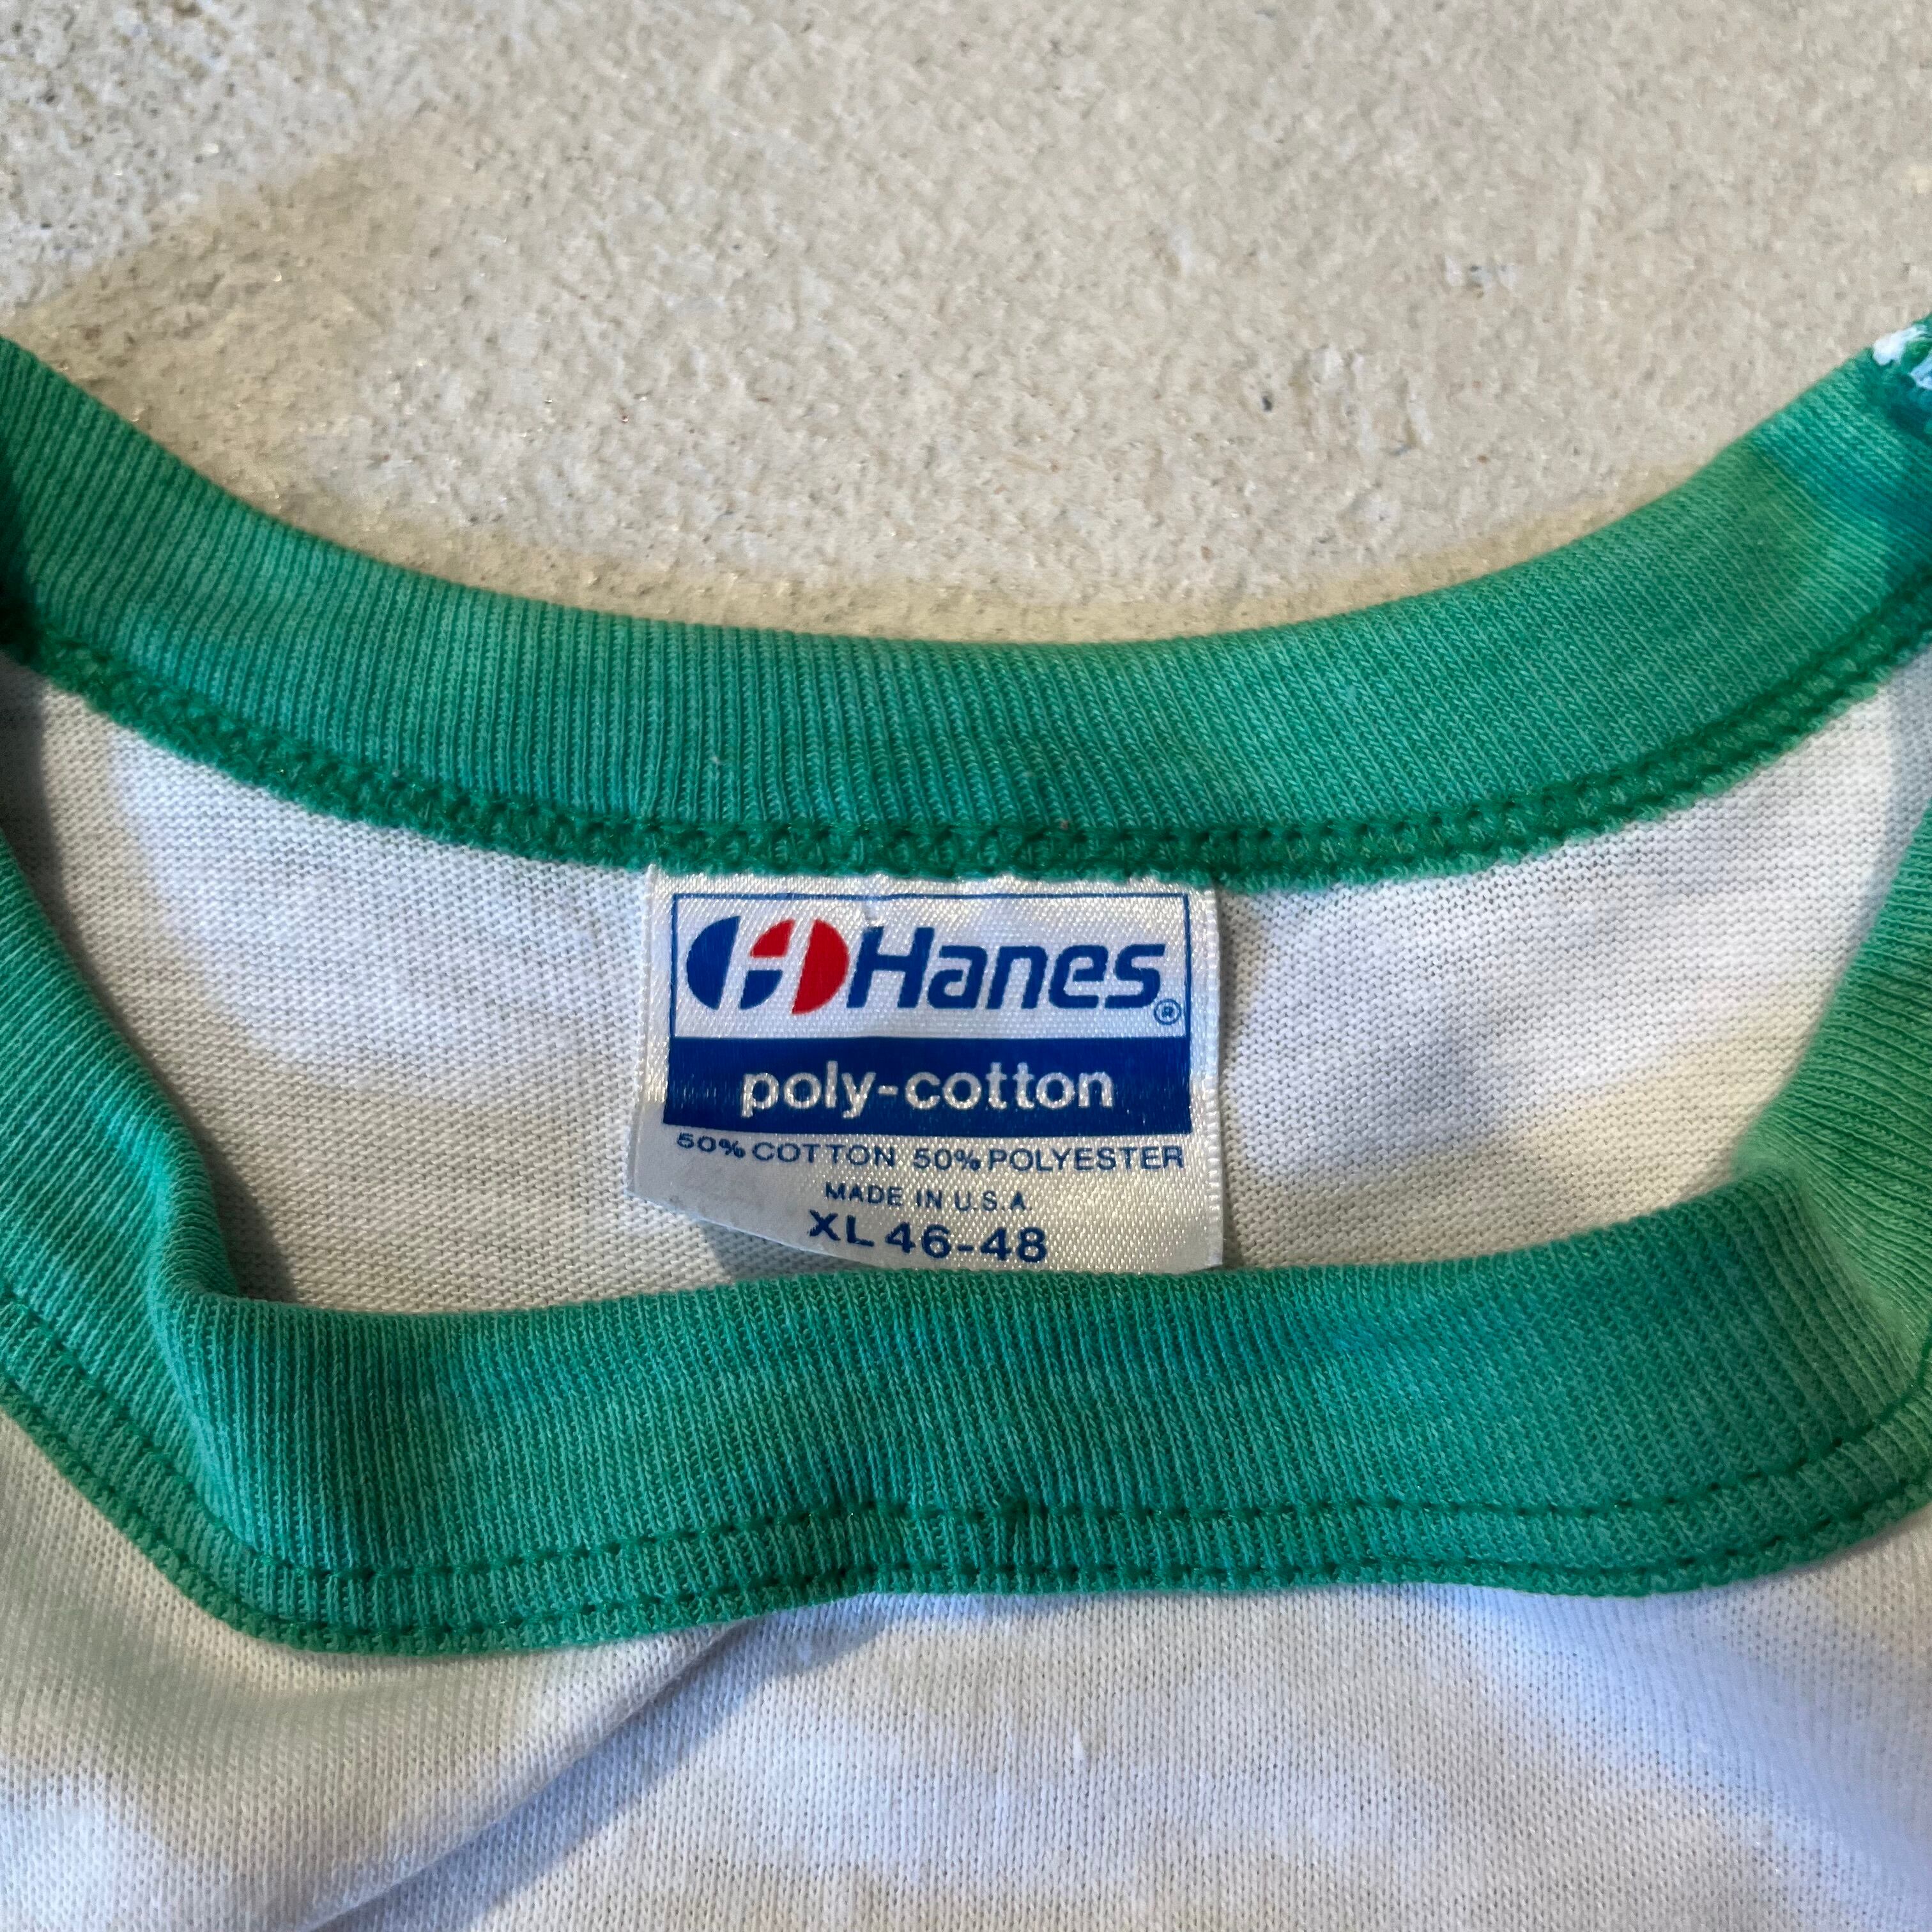 Hanes®
poly-cotton
50% COTTON 50% POLYESTER
MADE IN U.S.A
XL 46-48